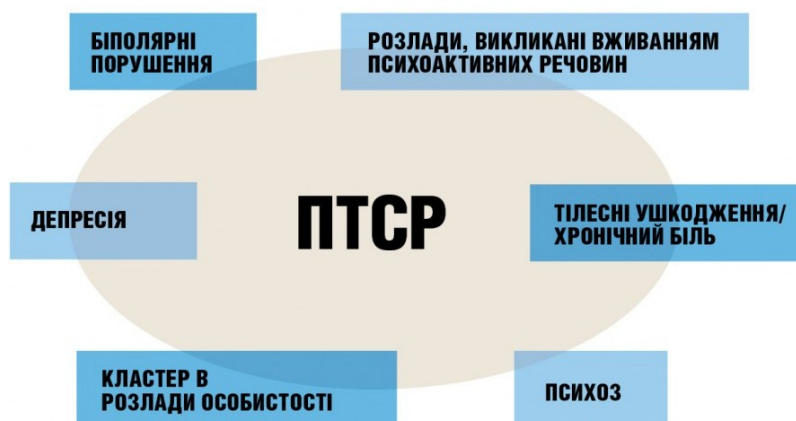 БІПОЛЯРНІ
ПОРУШЕННЯ
РОЗЛАДИ, ВИКЛИКАНІ ВЖИВАННЯМ
ПСИХОАКТИВНИХ РЕЧОВИН
ДЕПРЕСІЯ
ПТСР
ТІЛЕСНІ УШКОДЖЕННЯ/
ХРОНІЧНИЙ БІЛЬ
КЛАСТЕР В
РОЗЛАДИ ОСОБИСТОСТІ
ПСИХОЗ